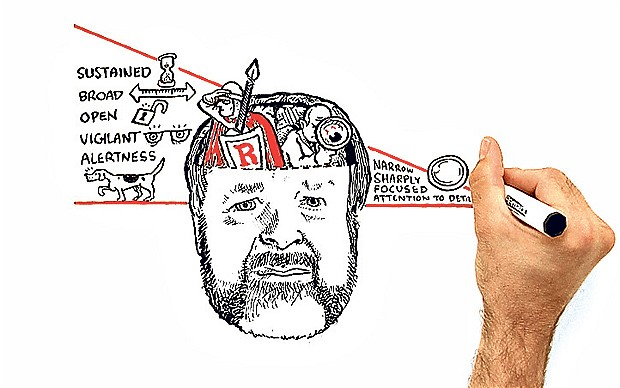 SUSTAINED
BROAD
OPEN
VIGILANT
ALERTNESS
R
NARROW
SHARPLY
FOCUSED
ATTENTION TO